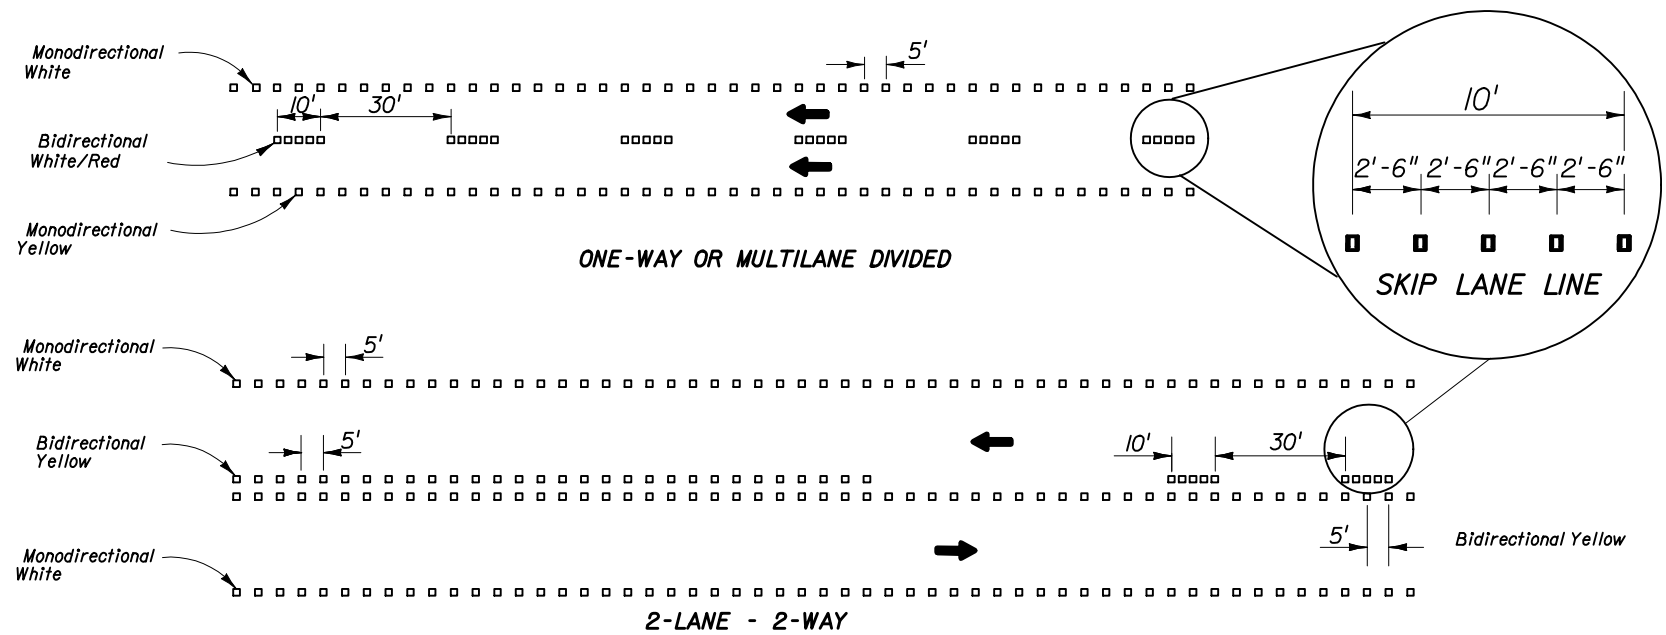 Monodirectional
White
5'
10'
30'
Bidirectional
White/Red
Monodirectional
Yellow
ONE-WAY OR MULTILANE DIVIDED
10'
2'-6" 2'-6" 2'-6" 2'-6"
SKIP LANE LINE
Monodirectional
White
5'
Bidirectional
Yellow
5'
10'
30'
5'
Bidirectional Yellow
Monodirectional
White
2-LANE - 2-WAY